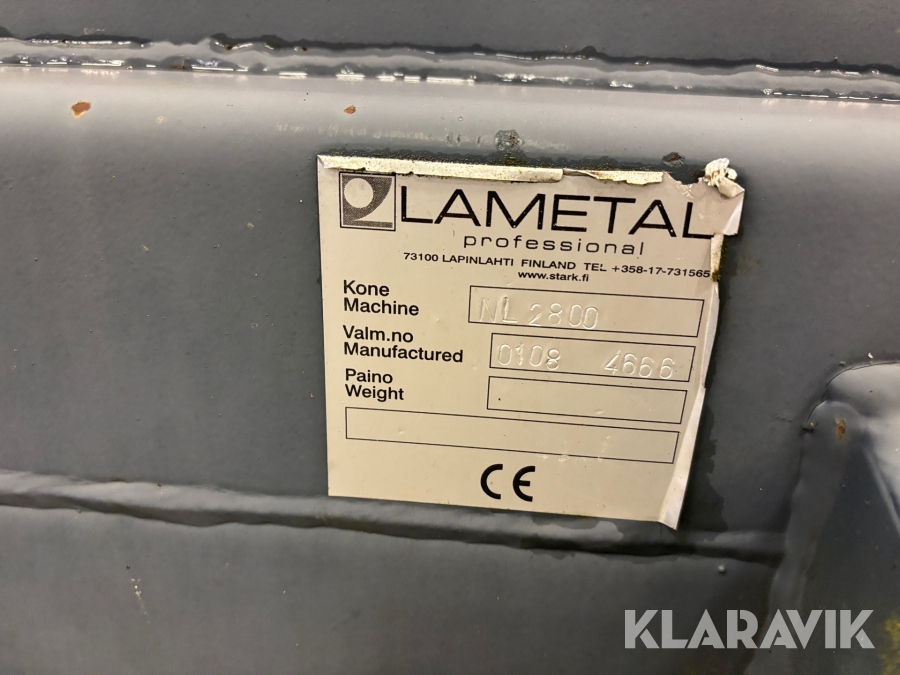 LAMETAL
professional
73100 LAPINLAHTI FINLAND TEL +358-17-731565
www.stark.fi
Kone
Machine
NL 2800
Valm.no
Manufactured
0108 4666
Paino
Weight
CE
KLARAVIK